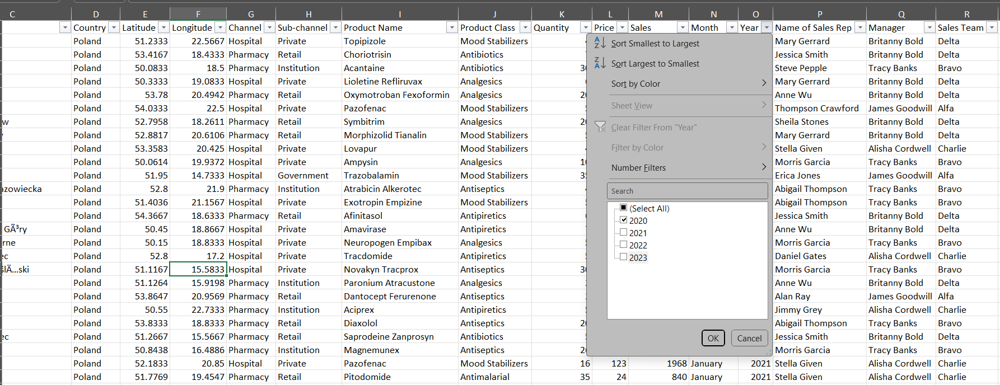 C D E F G H I J K L M N O P Q R
Country Latitude Longitude Channel Sub-channel Product Name Product Class Quantity Price Sales Month Year Name of Sales Rep Manager Sales Team
Poland 51.2333 22.5667 Hospital Private Topipizole Mood Stabilizers Mary Gerrard Britanny Bold Delta
Poland 53.4167 18.4333 Pharmacy Retail Choriotrisin Antibiotics Jessica Smith Britanny Bold Delta
Poland 50.0833 18.5 Pharmacy Institution Acantaine Antibiotics Steve Pepple Tracy Banks Bravo
Poland 50.3333 19.0833 Hospital Private Lioletine Refliruvax Analgesics Mary Gerrard Britanny Bold Delta
Poland 53.78 20.4942 Pharmacy Retail Oxymotroban Fexoformin Analgesics Anne Wu Britanny Bold Delta
Poland 54.0333 22.5 Hospital Private Pazofenac Mood Stabilizers Thompson Crawford James Goodwill Alfa
w Poland 52.7958 18.2611 Pharmacy Retail Symbitrim Analgesics Sheila Stones Britanny Bold Delta
Poland 52.8817 20.6106 Pharmacy Retail Morphizolid Tianalin Mood Stabilizers Mary Gerrard Britanny Bold Delta
Poland 53.3583 20.425 Hospital Private Lovapur Mood Stabilizers Stella Given Alisha Cordwell Charlie
Poland 50.0614 19.9372 Hospital Private Ampysin Analgesics Morris Garcia Tracy Banks Bravo
Poland 51.95 14.7333 Hospital Government Trazobalamin Mood Stabilizers Erica Jones James Goodwill Alfa
azowiecka Poland 52.8 21.9 Pharmacy Institution Atrabicin Alkerotec Antiseptics Abigail Thompson Tracy Banks Bravo
Poland 51.4036 21.1567 Hospital Private Exotropin Empizine Mood Stabilizers Abigail Thompson Tracy Banks Bravo
Poland 54.3667 18.6333 Pharmacy Retail Afinitasol Antipiretics Jessica Smith Britanny Bold Delta
GÃ³ry Poland 50.45 18.8667 Hospital Private Amavirase Antipiretics Anne Wu Britanny Bold Delta
rne Poland 50.15 18.8333 Hospital Private Neuropogen Empibax Analgesics Morris Garcia Tracy Banks Bravo
ec Poland 52.8 17.2 Hospital Private Tracdomide Antipiretics Daniel Gates Alisha Cordwell Charlie
ślÄ…ski Poland 51.1167 15.5833 Hospital Private Novakyn Tracprox Antiseptics Morris Garcia Tracy Banks Bravo
Poland 51.1264 15.9198 Pharmacy Institution Paronium Atracustone Analgesics Anne Wu Britanny Bold Delta
Poland 53.8647 20.9569 Pharmacy Retail Dantocept Ferurenone Antiseptics Alan Ray James Goodwill Alfa
Poland 50.55 22.7333 Pharmacy Institution Aciprex Antipiretics Jimmy Grey Alisha Cordwell Charlie
Poland 53.8333 18.8333 Pharmacy Retail Diaxolol Antiseptics Abigail Thompson Tracy Banks Bravo
ec Poland 51.2667 15.5667 Pharmacy Retail Saprodeine Zanprosyn Antibiotics Jessica Smith Britanny Bold Delta
Poland 50.8438 16.4886 Pharmacy Institution Magnemunex Antiseptics Morris Garcia Tracy Banks Bravo
Poland 52.1833 20.85 Hospital Private Pazofenac Mood Stabilizers 16 123 1968 January 2021 Stella Given Alisha Cordwell Charlie
Poland 51.7769 19.4547 Pharmacy Retail Pitodimide Antimalarial 35 24 840 January 2021 Stella Given Alisha Cordwell Charlie
Sort Smallest to Largest
Sort Largest to Smallest
Sort by Color
Sheet View
Clear Filter From "Year"
Filter by Color
Number Filters
Search
(Select All)
2020
2021
2022
2023
OK Cancel